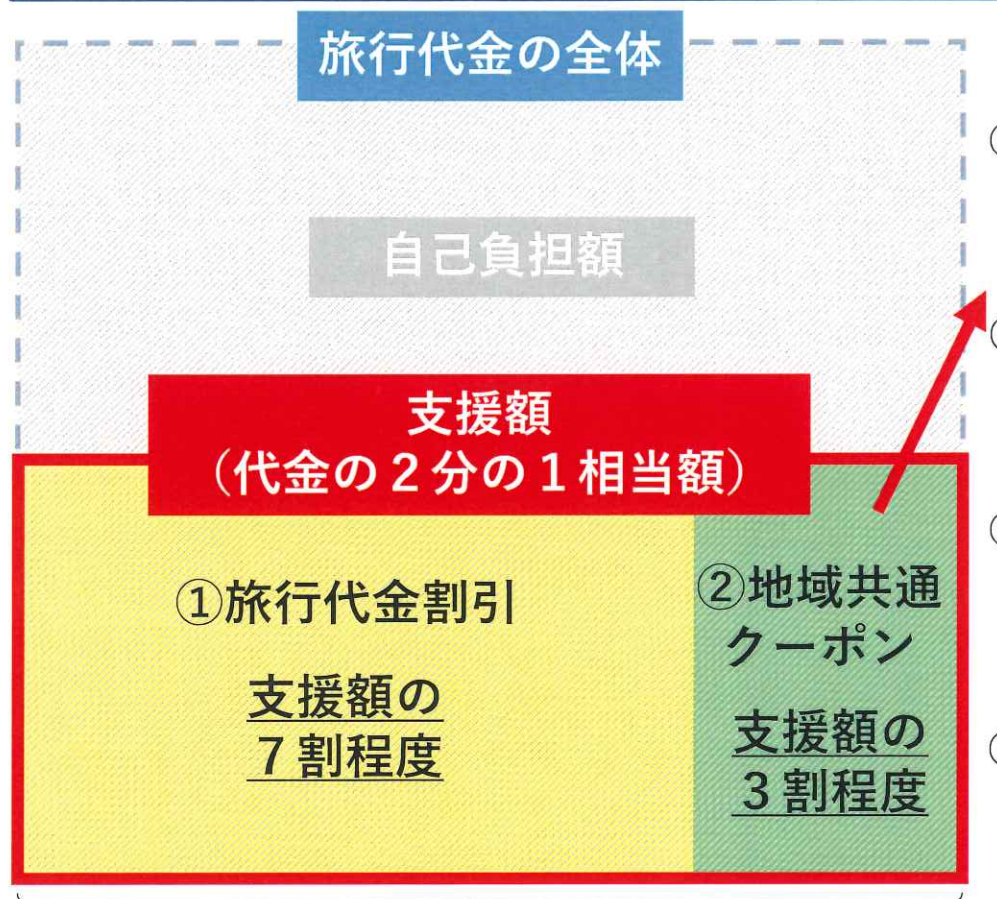 旅行代金の全体
自己負担額
支援額
（代金の２分の１相当額）
①旅行代金割引
支援額の
７割程度
②地域共通
クーポン
支援額の
３割程度